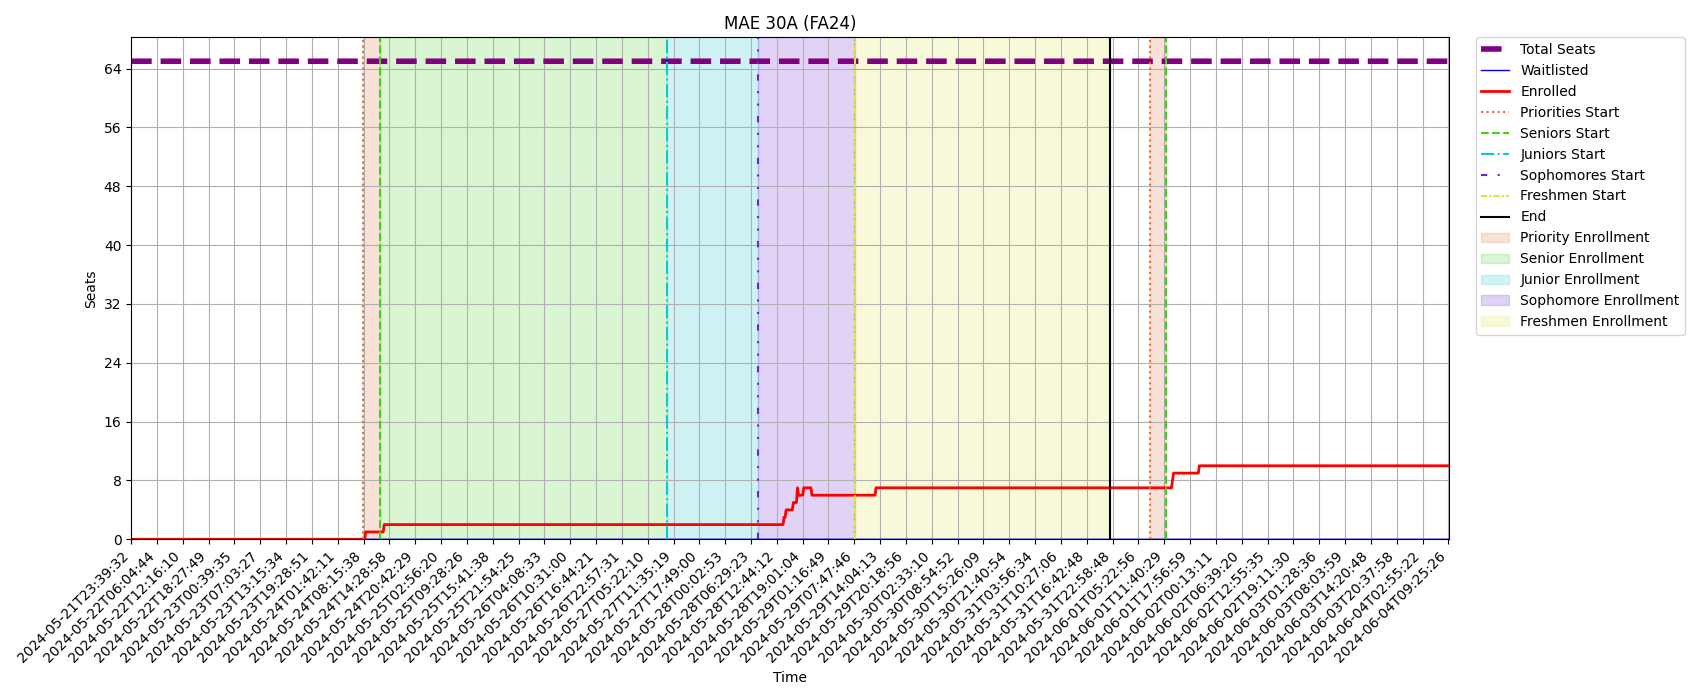 MAE 30A (FA24)
Seats
64
56
48
40
32
24
16
8
0
2024-05-21T23:39:32
2024-05-22T06:04:44
2024-05-22T12:16:10
2024-05-22T18:27:49
2024-05-23T00:39:35
2024-05-23T07:03:27
2024-05-23T13:15:34
2024-05-23T19:28:51
2024-05-24T01:42:11
2024-05-24T08:15:38
2024-05-24T14:28:58
2024-05-24T20:42:29
2024-05-25T02:56:20
2024-05-25T09:28:26
2024-05-25T15:41:38
2024-05-25T21:54:25
2024-05-26T04:08:33
2024-05-26T10:31:00
2024-05-26T16:44:21
2024-05-26T22:57:31
2024-05-27T05:22:10
2024-05-27T11:35:19
2024-05-27T17:49:00
2024-05-28T00:02:53
2024-05-28T06:29:23
2024-05-28T12:44:12
2024-05-28T19:01:04
2024-05-29T01:16:49
2024-05-29T07:47:46
2024-05-29T14:04:13
2024-05-29T20:18:56
2024-05-30T02:33:10
2024-05-30T08:54:52
2024-05-30T15:26:09
2024-05-30T21:40:54
2024-05-31T03:56:34
2024-05-31T10:27:06
2024-05-31T16:42:48
2024-05-31T22:58:48
2024-06-01T05:22:56
2024-06-01T11:40:29
2024-06-01T17:56:59
2024-06-02T00:13:11
2024-06-02T06:39:20
2024-06-02T12:55:35
2024-06-02T19:11:30
2024-06-03T01:28:36
2024-06-03T08:03:59
2024-06-03T14:20:48
2024-06-03T20:37:58
2024-06-04T02:55:22
2024-06-04T09:25:26
Time
Total Seats
Waitlisted
Enrolled
Priorities Start
Seniors Start
Juniors Start
Sophomores Start
Freshmen Start
End
Priority Enrollment
Senior Enrollment
Junior Enrollment
Sophomore Enrollment
Freshmen Enrollment